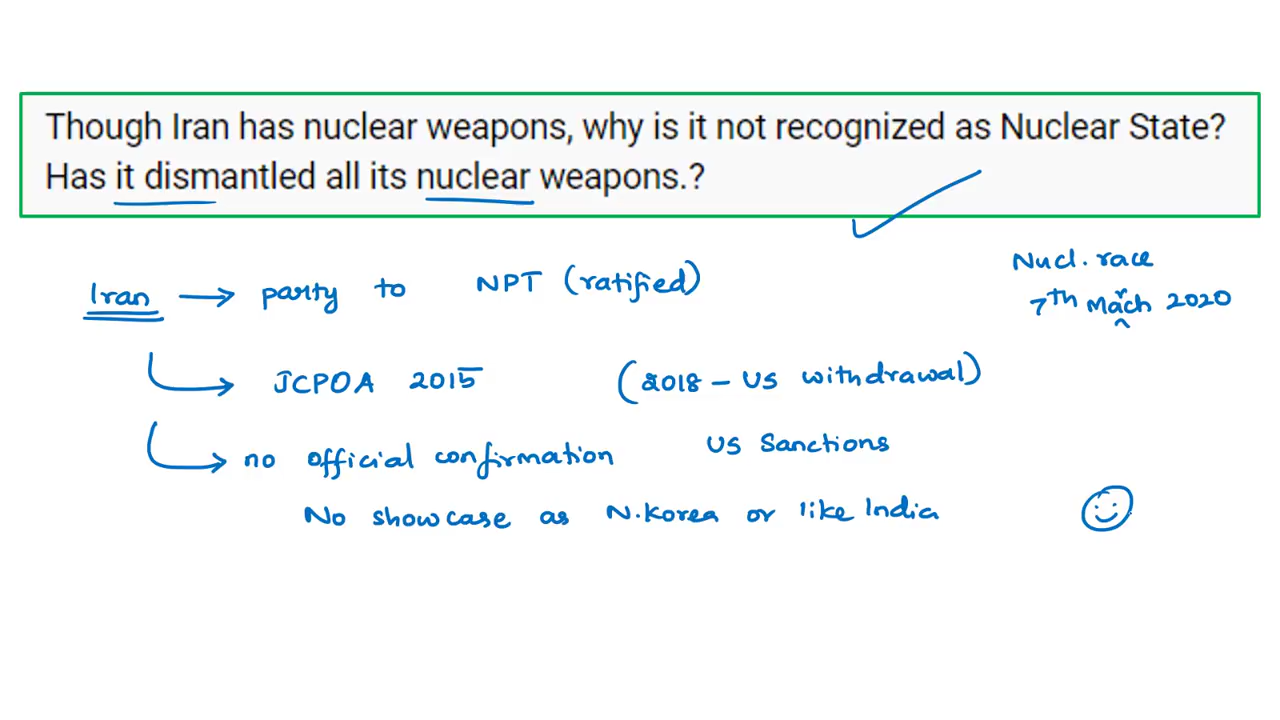 Though Iran has nuclear weapons, why is it not recognized as Nuclear State?
Has it dismantled all its nuclear weapons.?
Nucl. race
7th March 2020
Iran → party to NPT (ratified)
JCPOA 2015 (2018 - US withdrawal)
US Sanctions
no official confirmation
No showcase as N.Korea or like India